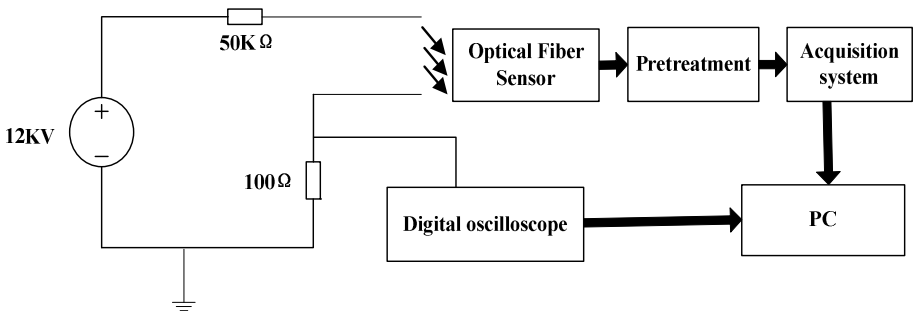 50KΩ
Optical Fiber
Sensor
Pretreatment
Acquisition
system
+
12KV
−
100Ω
Digital oscilloscope
PC